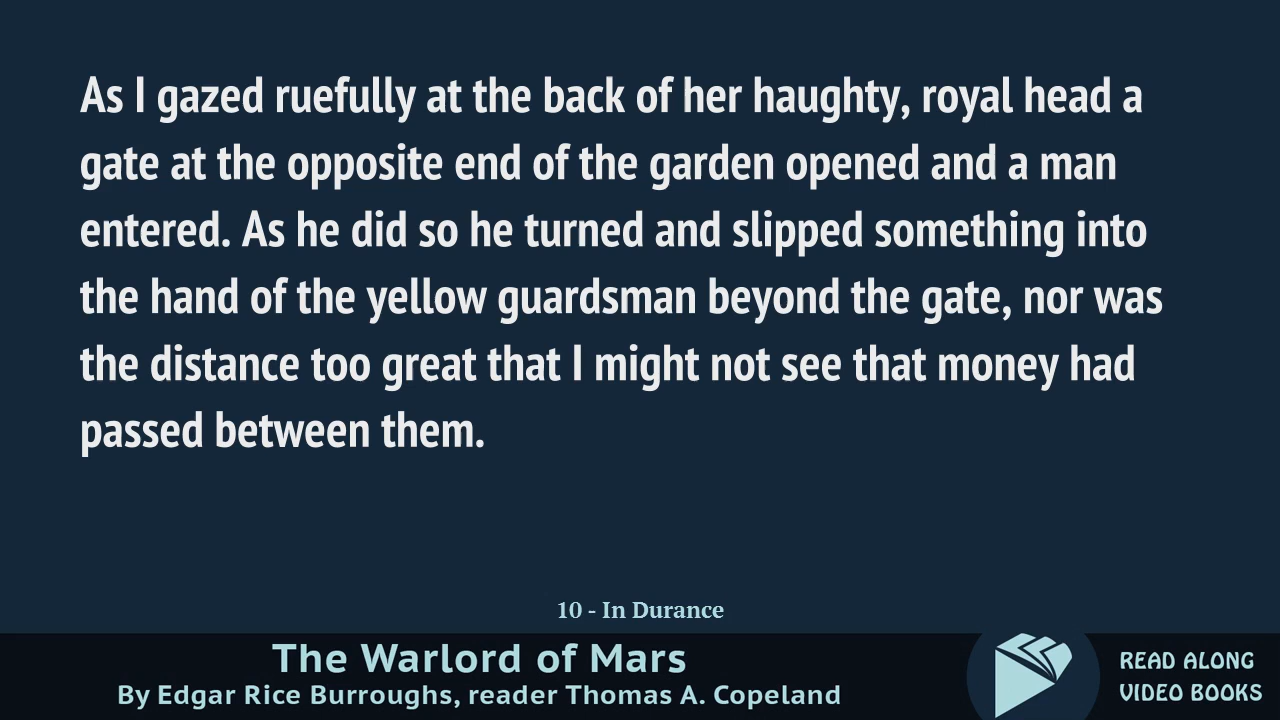 As I gazed ruefully at the back of her haughty, royal head a
gate at the opposite end of the garden opened and a man
entered. As he did so he turned and slipped something into
the hand of the yellow guardsman beyond the gate, nor was
the distance too great that I might not see that money had
passed between them.
10 - In Durance
The Warlord of Mars
By Edgar Rice Burroughs, reader Thomas A. Copeland
READ ALONG
VIDEO BOOKS